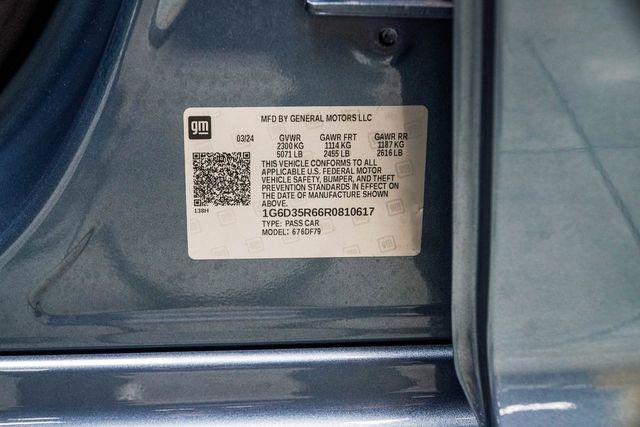 gm
MFD BY GENERAL MOTORS LLC
03/24 GVWR GAWR FRT GAWR RR
2300 KG 1114 KG 1187 KG
5071 LB 2455 LB 2616 LB
THIS VEHICLE CONFORMS TO ALL
APPLICABLE U.S. FEDERAL MOTOR
VEHICLE SAFETY, BUMPER, AND THEFT
PREVENTION STANDARDS IN EFFECT ON
THE DATE OF MANUFACTURE SHOWN
ABOVE.
138H
1G6D35R66R0810617
TYPE: PASS CAR
MODEL: 676DF79